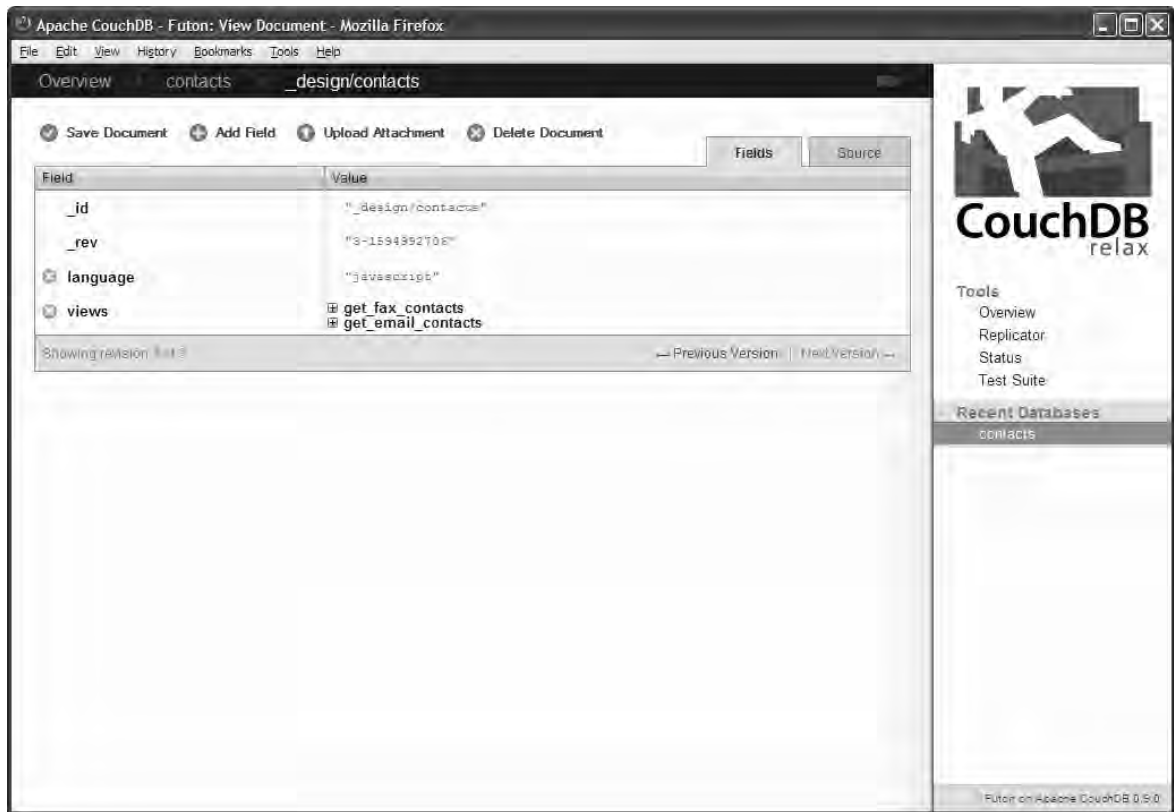 Apache CouchDB - Futon: View Document - Mozilla Firefox
File Edit View History Bookmarks Tools Help
Overview contacts _design/contacts
Save Document Add Field Upload Attachment Delete Document
Fields Source
Field Value
_id "_design/contacts"
_rev
language "javascript"
views get_fax_contacts
get_email_contacts
Showing revision
← Previous Version | Next Version →
CouchDB
relax
Tools
Overview
Replicator
Status
Test Suite
Recent Databases
contacts
Futon on Apache CouchDB 0.9.0